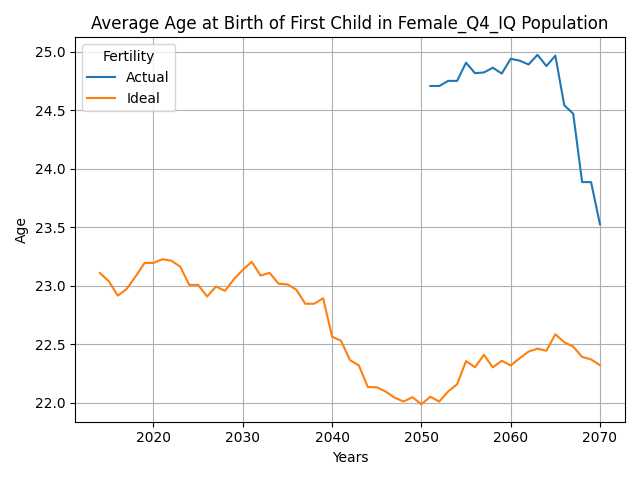 Average Age at Birth of First Child in Female_Q4_IQ Population
Fertility
Actual
Ideal
25.0
24.5
24.0
23.5
23.0
22.5
22.0
Age
2020
2030
2040
2050
2060
2070
Years